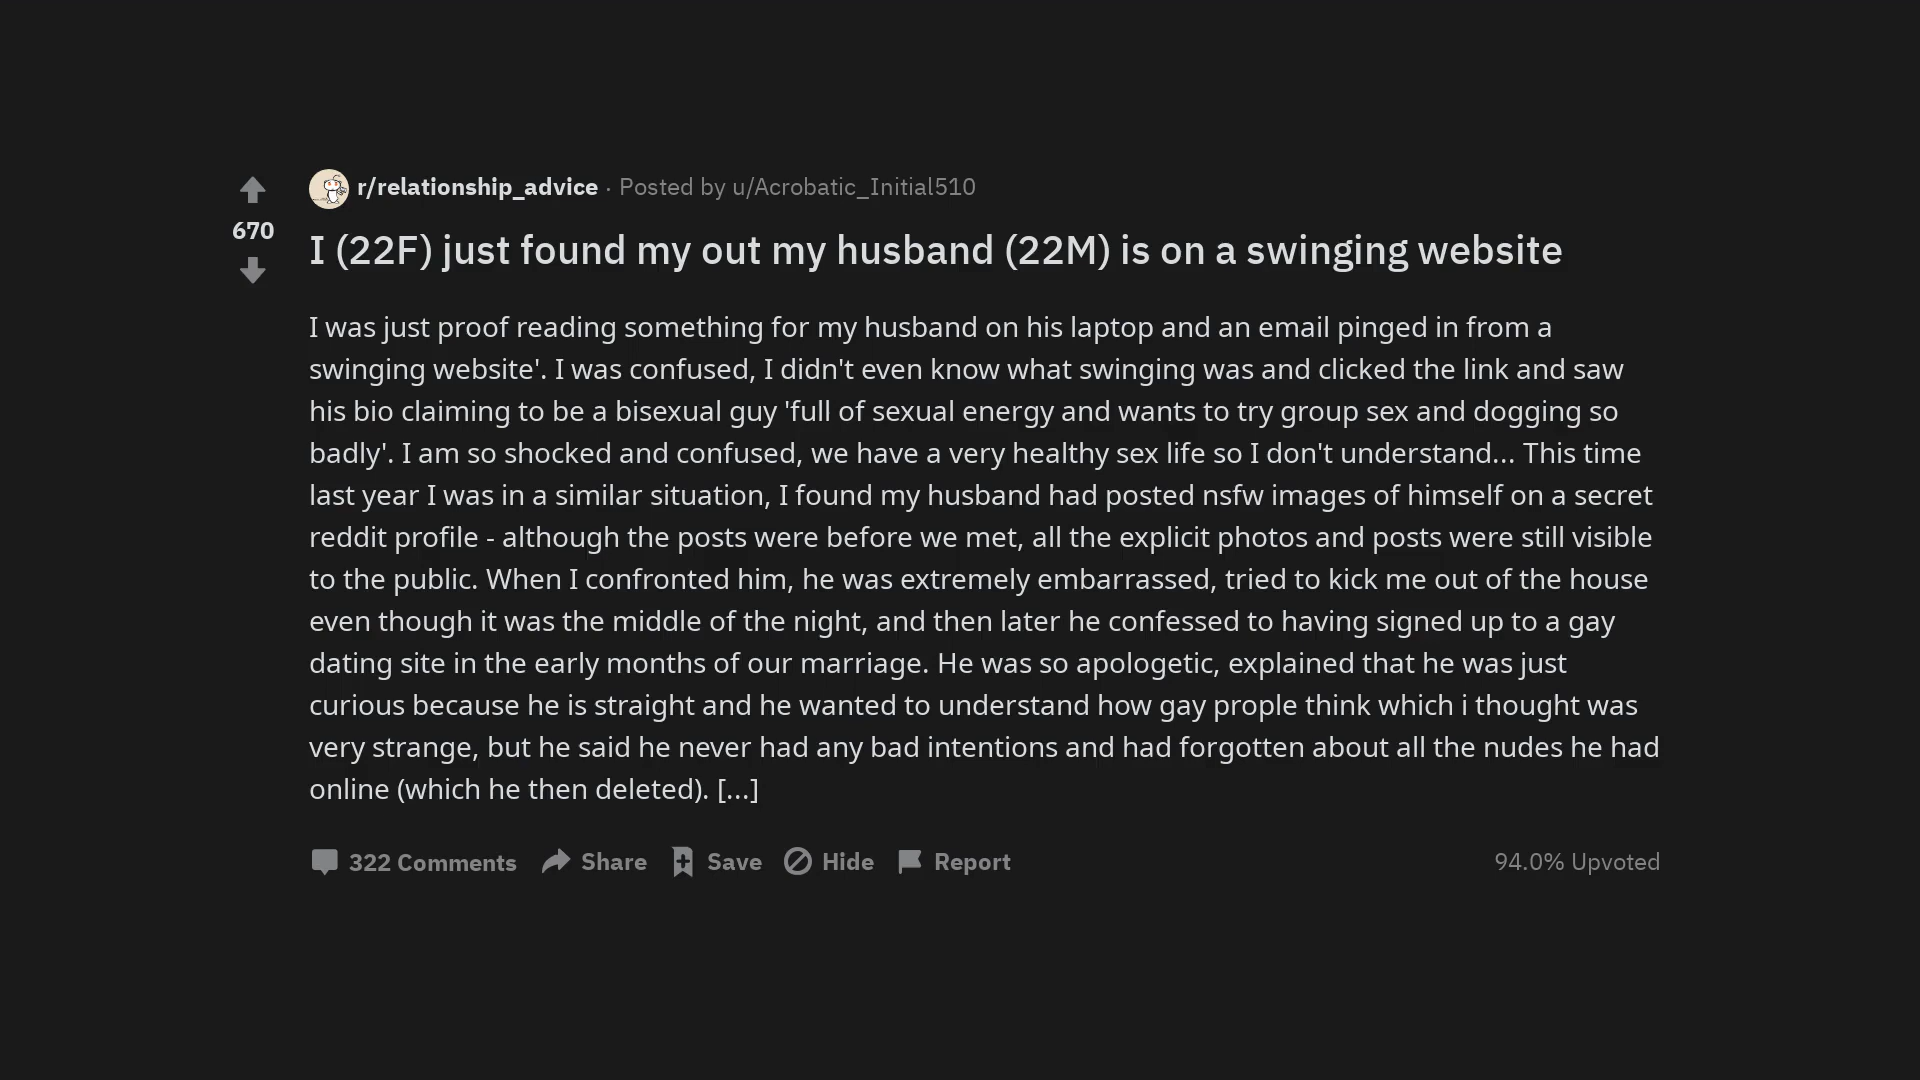 r/relationship_advice · Posted by u/Acrobatic_Initial510
670
I (22F) just found my out my husband (22M) is on a swinging website
I was just proof reading something for my husband on his laptop and an email pinged in from a
swinging website'. I was confused, I didn't even know what swinging was and clicked the link and saw
his bio claiming to be a bisexual guy 'full of sexual energy and wants to try group sex and dogging so
badly'. I am so shocked and confused, we have a very healthy sex life so I don't understand... This time
last year I was in a similar situation, I found my husband had posted nsfw images of himself on a secret
reddit profile - although the posts were before we met, all the explicit photos and posts were still visible
to the public. When I confronted him, he was extremely embarrassed, tried to kick me out of the house
even though it was the middle of the night, and then later he confessed to having signed up to a gay
dating site in the early months of our marriage. He was so apologetic, explained that he was just
curious because he is straight and he wanted to understand how gay prople think which i thought was
very strange, but he said he never had any bad intentions and had forgotten about all the nudes he had
online (which he then deleted). [...]
322 Comments Share Save Hide Report 94.0% Upvoted